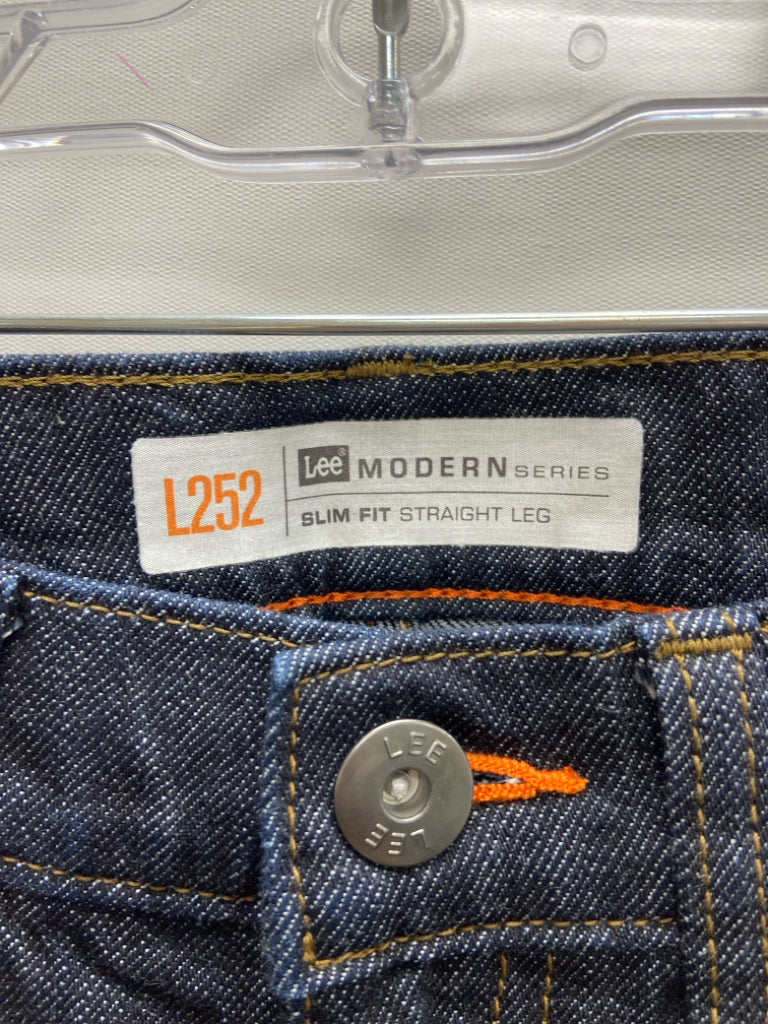 L252
Lee® MODERN SERIES
SLIM FIT STRAIGHT LEG
LEE
LEE